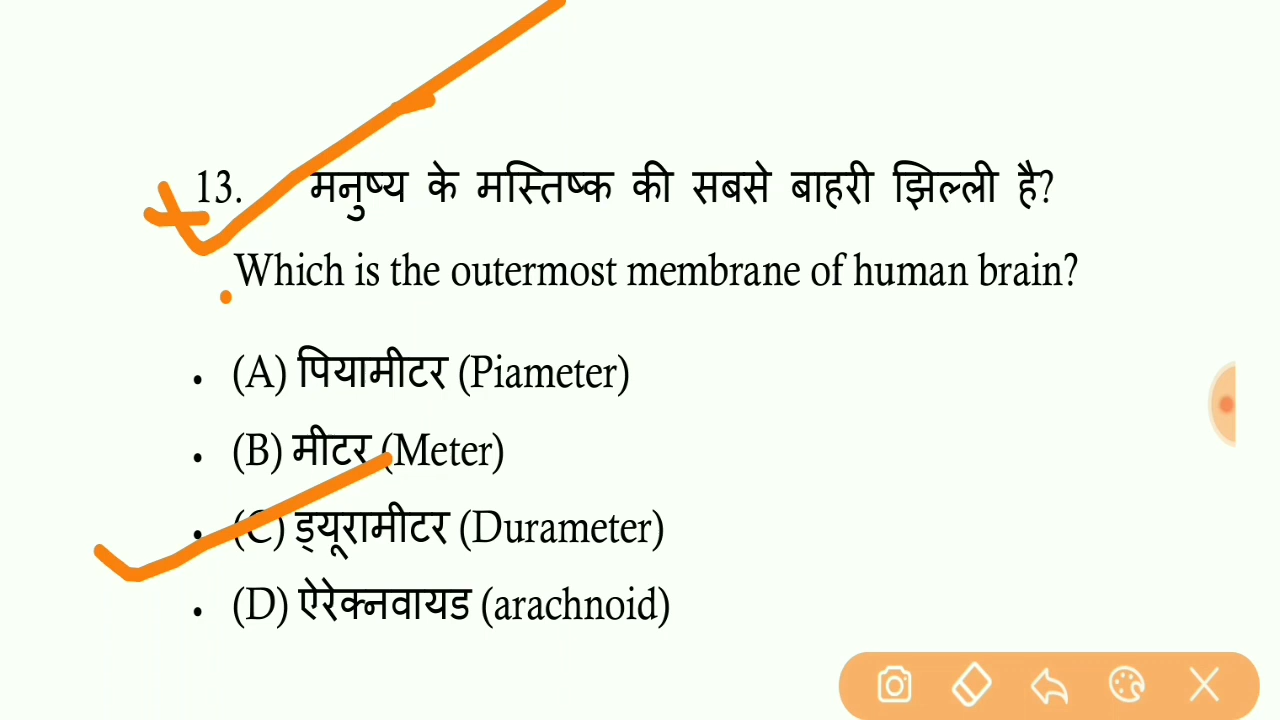 13. मनुष्य के मस्तिष्क की सबसे बाहरी झिल्ली है?
Which is the outermost membrane of human brain?
• (A) पियामीटर (Piameter)
• (B) मीटर (Meter)
• (C) ड्यूरामीटर (Durameter)
• (D) ऐरेक्नवायड (arachnoid)